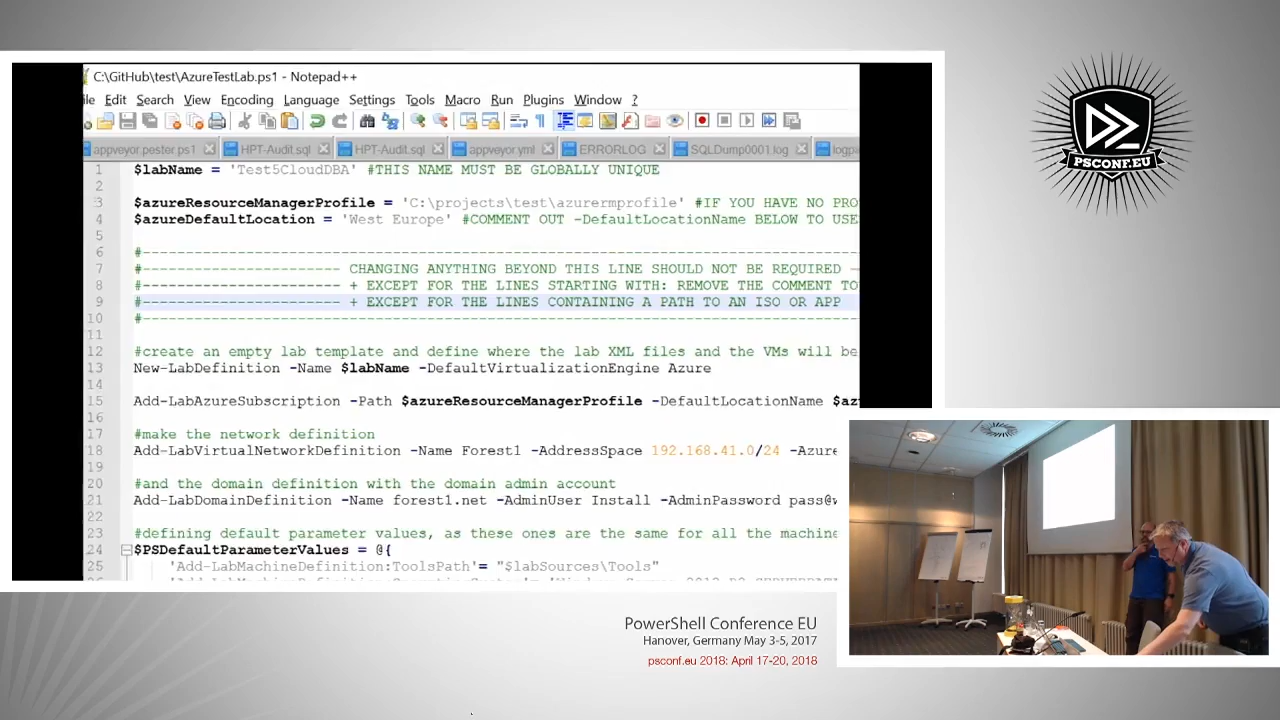 C:\GitHub\test\AzureTestLab.ps1 - Notepad++
ile Edit Search View Encoding Language Settings Tools Macro Run Plugins Window ?
appveyor.pester.ps1 HPT-Audit.sql HPT-Audit.sql appveyor.yml ERRORLOG SQLDump0001.log logpa
1 $labName = 'Test5CloudDBA' #THIS NAME MUST BE GLOBALLY UNIQUE
2
3 $azureResourceManagerProfile = 'C:\projects\test\azurermprofile' #IF YOU HAVE NO PRO
4 $azureDefaultLocation = 'West Europe' #COMMENT OUT -DefaultLocationName BELOW TO USE
5
6 #--------------------------------------------------------------------------------------
7 #----------------------- CHANGING ANYTHING BEYOND THIS LINE SHOULD NOT BE REQUIRED -
8 #----------------------- + EXCEPT FOR THE LINES STARTING WITH: REMOVE THE COMMENT TO
9 #----------------------- + EXCEPT FOR THE LINES CONTAINING A PATH TO AN ISO OR APP
10 #--------------------------------------------------------------------------------------
11
12 #create an empty lab template and define where the lab XML files and the VMs will be
13 New-LabDefinition -Name $labName -DefaultVirtualizationEngine Azure
14
15 Add-LabAzureSubscription -Path $azureResourceManagerProfile -DefaultLocationName $az
16
17 #make the network definition
18 Add-LabVirtualNetworkDefinition -Name Forest1 -AddressSpace 192.168.41.0/24 -Azure
19
20 #and the domain definition with the domain admin account
21 Add-LabDomainDefinition -Name forest1.net -AdminUser Install -AdminPassword pass@w
22
23 #defining default parameter values, as these ones are the same for all the machine
24 $PSDefaultParameterValues = @{
25 'Add-LabMachineDefinition:ToolsPath'= "$labSources\Tools"
PSCONF.EU
PowerShell Conference EU
Hanover, Germany May 3-5, 2017
psconf.eu 2018: April 17-20, 2018